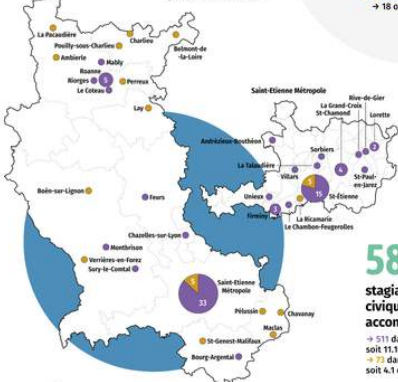 → 18 o
La Pacaudière
Charlieu
Pouilly-sous-Charlieu
Belmont-de
-la-Loire
Ambierle
Mably
Roanne
Riorges
5
Perreux
Le Coteau
Lay
Saint-Etienne Métropole
Rive-de-Gier
La Grand-Croix
St-Chamond
Lorette
Andrézieux-Bouthéon
Sorbiers
2
La Talaudière
4
Villars
St-Paul-
en-Jarez
5
15
Unieux
St-Étienne
3
Firminy
La Ricamarie
Le Chambon-Feugerolles
Boën-sur-Lignon
Feurs
Chazelles-sur-Lyon
Montbrison
Verrières-en-Forez
Sury-le-Comtal
5
33
Saint-Etienne
Métropole
Pélussin
Chavanay
Maclas
St-Genest-Malifaux
Bourg-Argental
58
stagia
civiqu
accom
→ 511 da
soit 11.1
→ 73 da
soit 4.1